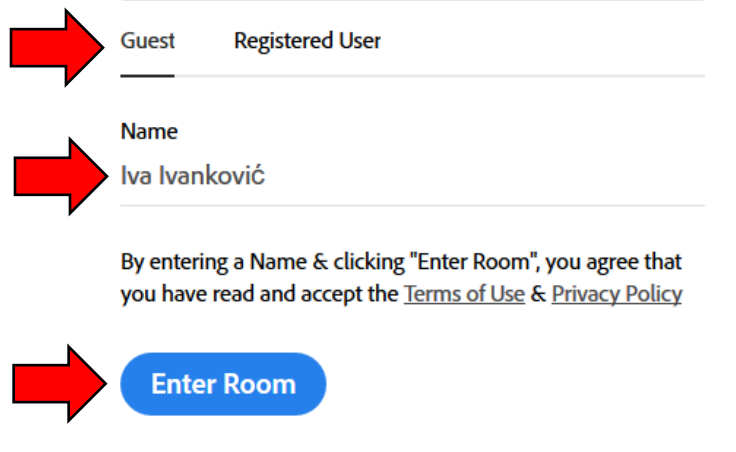 Guest Registered User
Name
Iva Ivanković
By entering a Name & clicking "Enter Room", you agree that
you have read and accept the Terms of Use & Privacy Policy
Enter Room